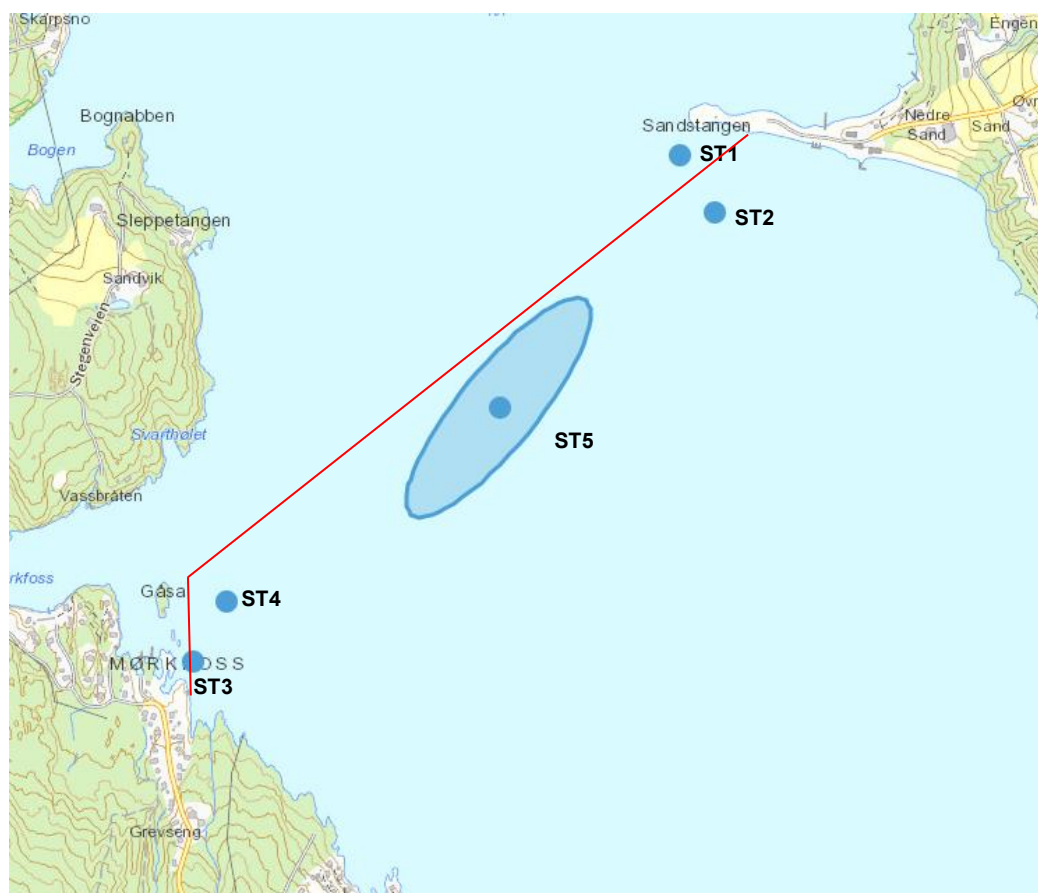 Skarpsno
Engen
Bognabben
Sandstangen
Nedre
Sand
Sand
Øvr
Bogen
ST1
ST2
Sleppetangen
Sandvik
Stegenveien
Svartholet
ST5
Vassbråten
rkfoss
Gåsa
ST4
MØRKFOSS
ST3
Grevseng